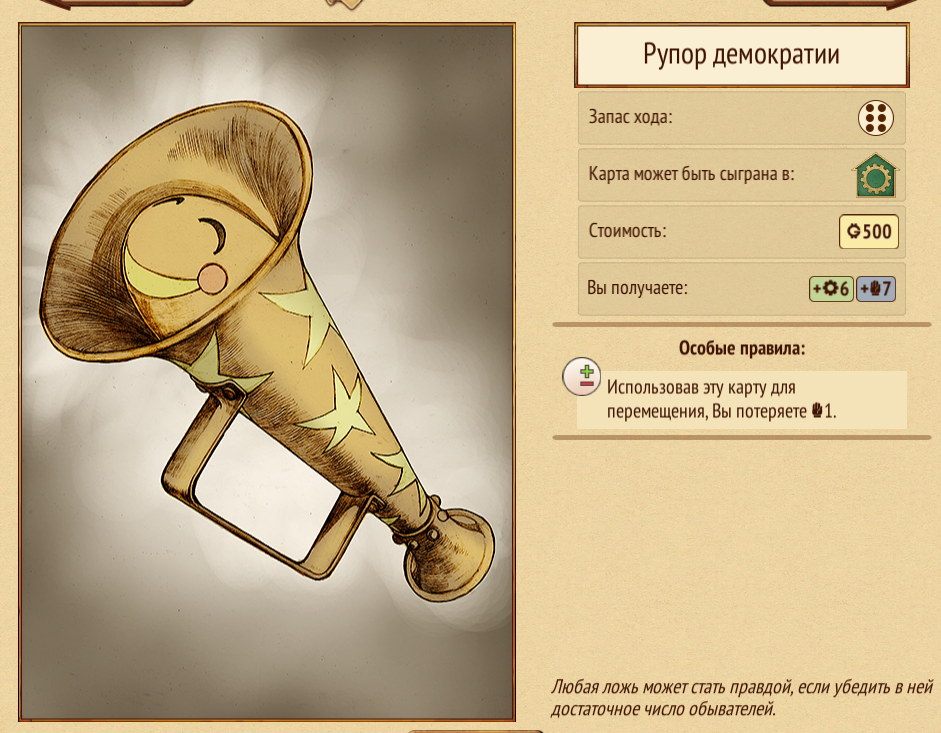 Рупор демократии
Запас хода:
Карта может быть сыграна в:
Стоимость:
500
Вы получаете:
+6 +7
Особые правила:
Использовав эту карту для
перемещения, Вы потеряете 1.
Любая ложь может стать правдой, если убедить в ней
достаточное число обывателей.